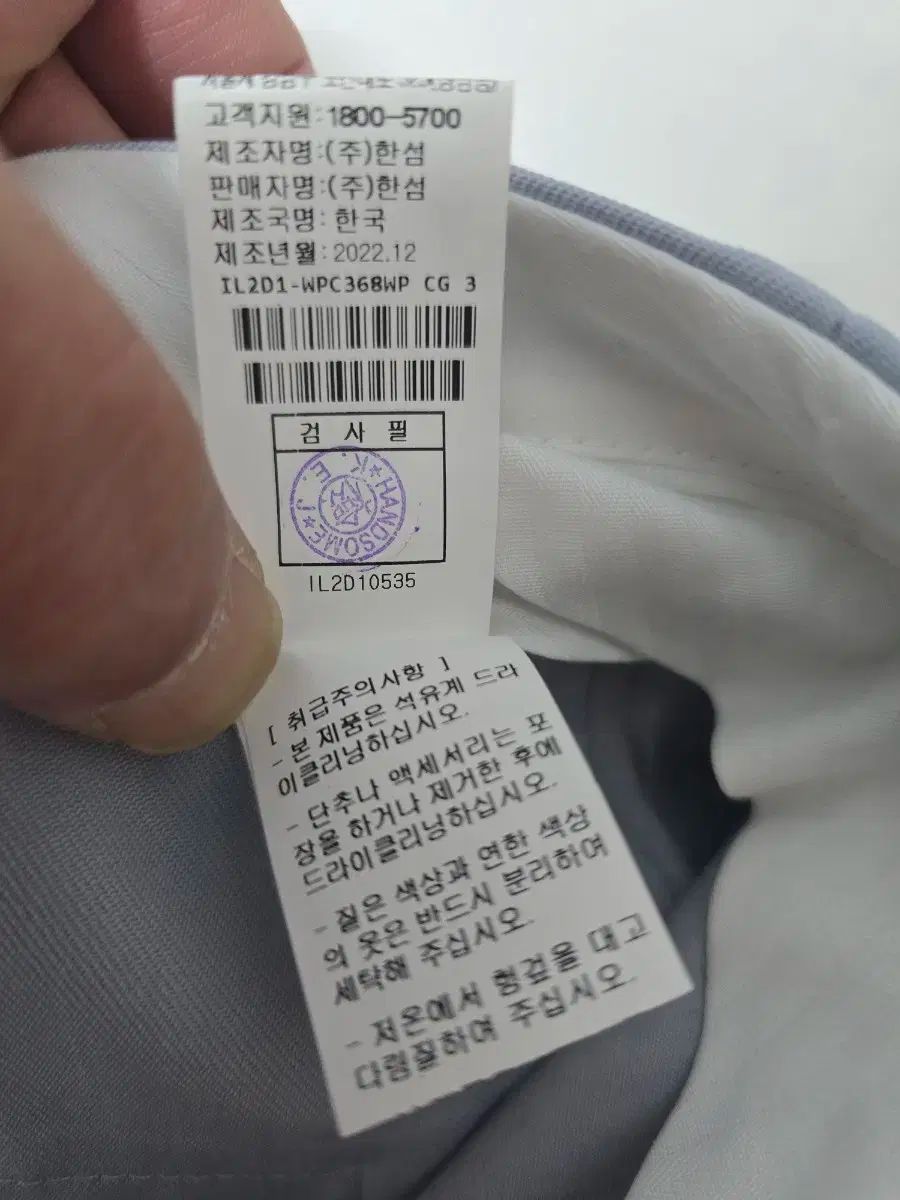 고객지원:1800-5700
제조자명:(주)한섬
판매자명:(주)한섬
제조국명: 한국
제조년월:2022.12
IL2D1-WPC368WP CG 3
검 사 필
HANDSOME★J.E.K★
IL2D10535
[ 취급주의사항 ]
- 본 제품은 석유계 드라
이클리닝하십시오.
- 단추나 액세서리는 포
장을 하거나 제거한 후에
드라이클리닝하십시오.
- 짙은 색상과 연한 색상
의 옷은 반드시 분리하여
세탁해 주십시오.
- 저온에서 헝겊을 대고
다림질하여 주십시오.